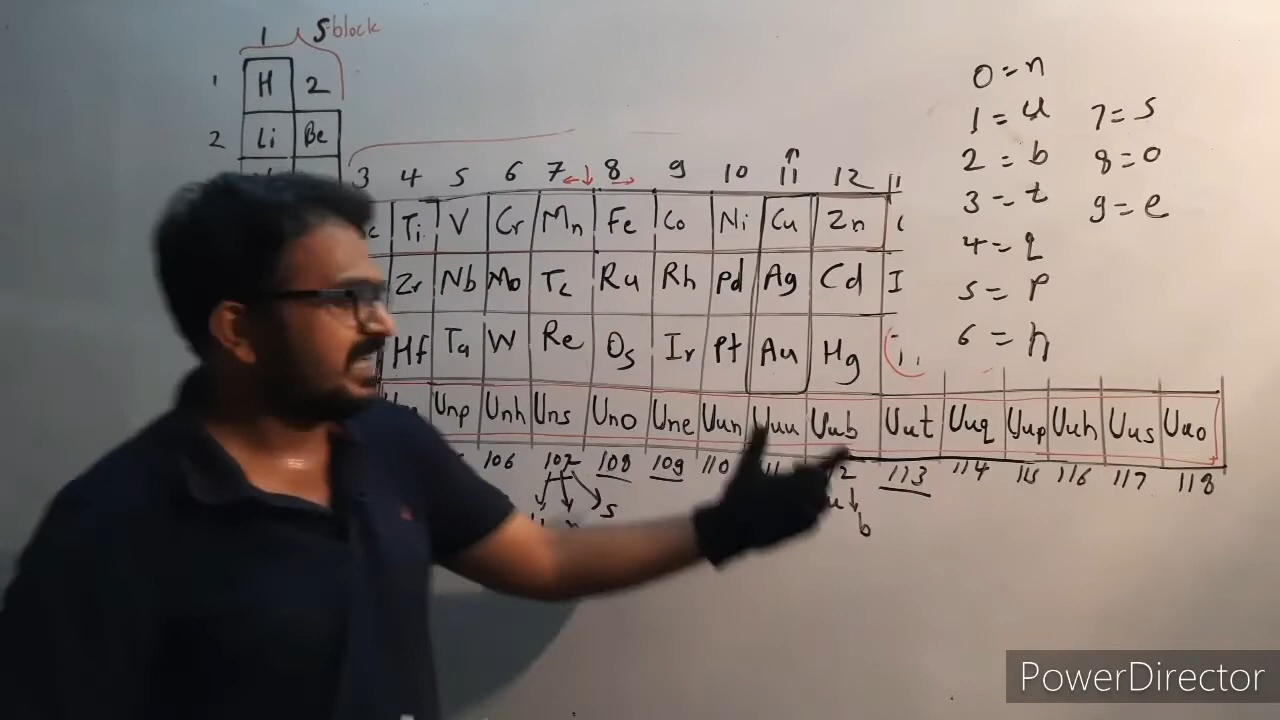 1 S-block
1 H 2
2 Li Be
3 4 5 6 7 8 9 10 11 12
Ti V Cr Mn Fe Co Ni Cu Zn
Zr Nb Mo Tc Ru Rh Pd Ag Cd
Hf Ta W Re Os Ir Pt Au Hg
Unp Unh Uns Uno Une Uun Uuu Uub Uut Uuq Uup Uuh Uus Uuo
106 107 108 109 110 113 114 115 116 117 118
s
b
0=n
1=u
2=b
3=t
4=q
5=p
6=h
7=s
8=o
9=e
PowerDirector